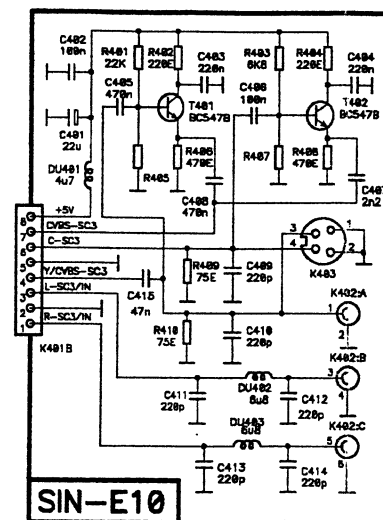 C402
100n
R401
22K
R402
220E
C403
220n
R403
6K8
R404
220E
C404
220n
C405
470n
C406
100n
T401
BC547B
T402
BC547B
C401
22u
DU401
4u7
R405
R406
470E
R407
R408
470E
C408
470n
C407
2n2
+5V
CVBS-SC3
C-SC3
Y/CVBS-SC3
L-SC3/IN
R-SC3/IN
8
7
6
5
4
3
2
1
K401B
C415
47n
R409
75E
C409
220p
3
4
1
2
K403
R410
75E
C410
220p
K402:A
1
2
K402:B
3
4
DU402
6u8
C411
220p
C412
220p
DU403
6u8
K402:C
5
6
C413
220p
C414
220p
SIN-E10